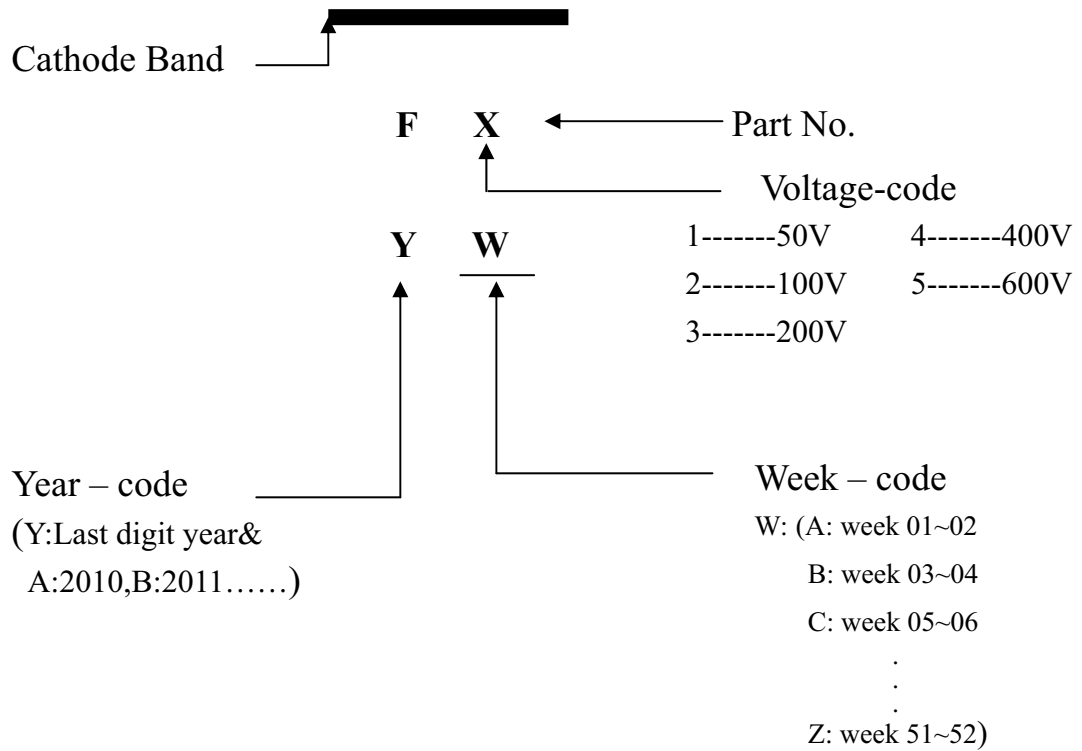 Cathode Band
F X Part No.
Voltage-code
Y W
1-------50V 4-------400V
2-------100V 5-------600V
3-------200V
Year – code
(Y:Last digit year&
A:2010,B:2011……)
Week – code
W: (A: week 01~02
B: week 03~04
C: week 05~06
.
.
.
Z: week 51~52)